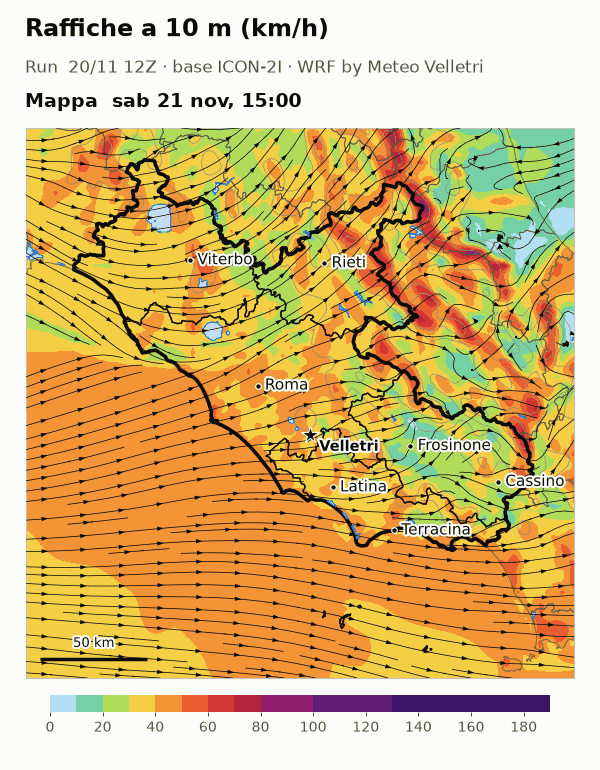 Raffiche a 10 m (km/h)
Run 20/11 12Z · base ICON-2I · WRF by Meteo Velletri
Mappa sab 21 nov, 15:00
Viterbo
Rieti
Roma
Velletri
Frosinone
Cassino
Latina
Terracina
50 km
0 20 40 60 80 100 120 140 160 180